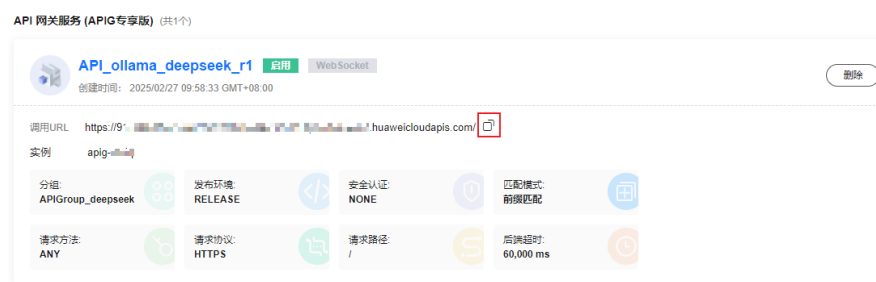 API 网关服务 (APIG专享版) (共1个)
API_ollama_deepseek_r1 启用 WebSocket
删除
创建时间： 2025/02/27 09:58:33 GMT+08:00
调用URL https://9 .huaweicloudapis.com/
实例 apig-
分组: 发布环境: 安全认证: 匹配模式:
APIGroup_deepseek RELEASE NONE 前缀匹配
请求方法: 请求协议: 请求路径: 后端超时:
ANY HTTPS / 60,000 ms